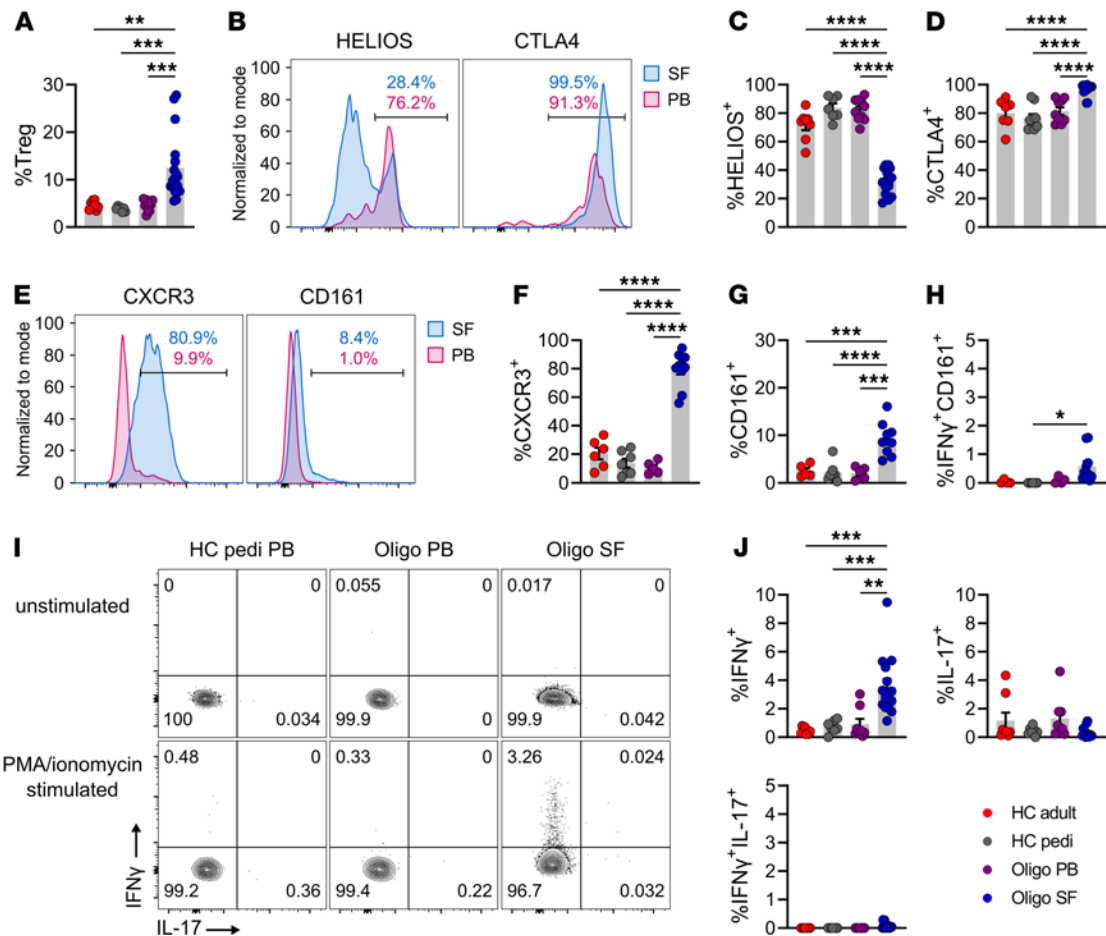 A
**
***
***
%Treg
30
20
10
0
B
HELIOS
CTLA4
Normalized to mode
100
80
60
40
20
0
28.4%
76.2%
99.5%
91.3%
SF
PB
C
****
****
****
%HELIOS+
100
80
60
40
20
0
D
****
****
****
%CTLA4+
100
80
60
40
20
0
E
CXCR3
CD161
Normalized to mode
100
80
60
40
20
0
80.9%
9.9%
8.4%
1.0%
SF
PB
F
****
****
****
%CXCR3+
100
80
60
40
20
0
G
***
****
***
%CD161+
30
20
10
0
H
*
%IFNγ+CD161+
5
4
3
2
1
0
I
HC pedi PB
Oligo PB
Oligo SF
unstimulated
0
0
100
0.034
0.055
0
99.9
0
0.017
0
99.9
0.042
PMA/ionomycin
stimulated
0.48
0
99.2
0.36
0.33
0
99.4
0.22
3.26
0.024
96.7
0.032
IFNγ
IL-17
J
***
***
**
%IFNγ+
10
8
6
4
2
0
%IL-17+
10
8
6
4
2
0
%IFNγ+IL-17+
5
4
3
2
1
0
HC adult
HC pedi
Oligo PB
Oligo SF